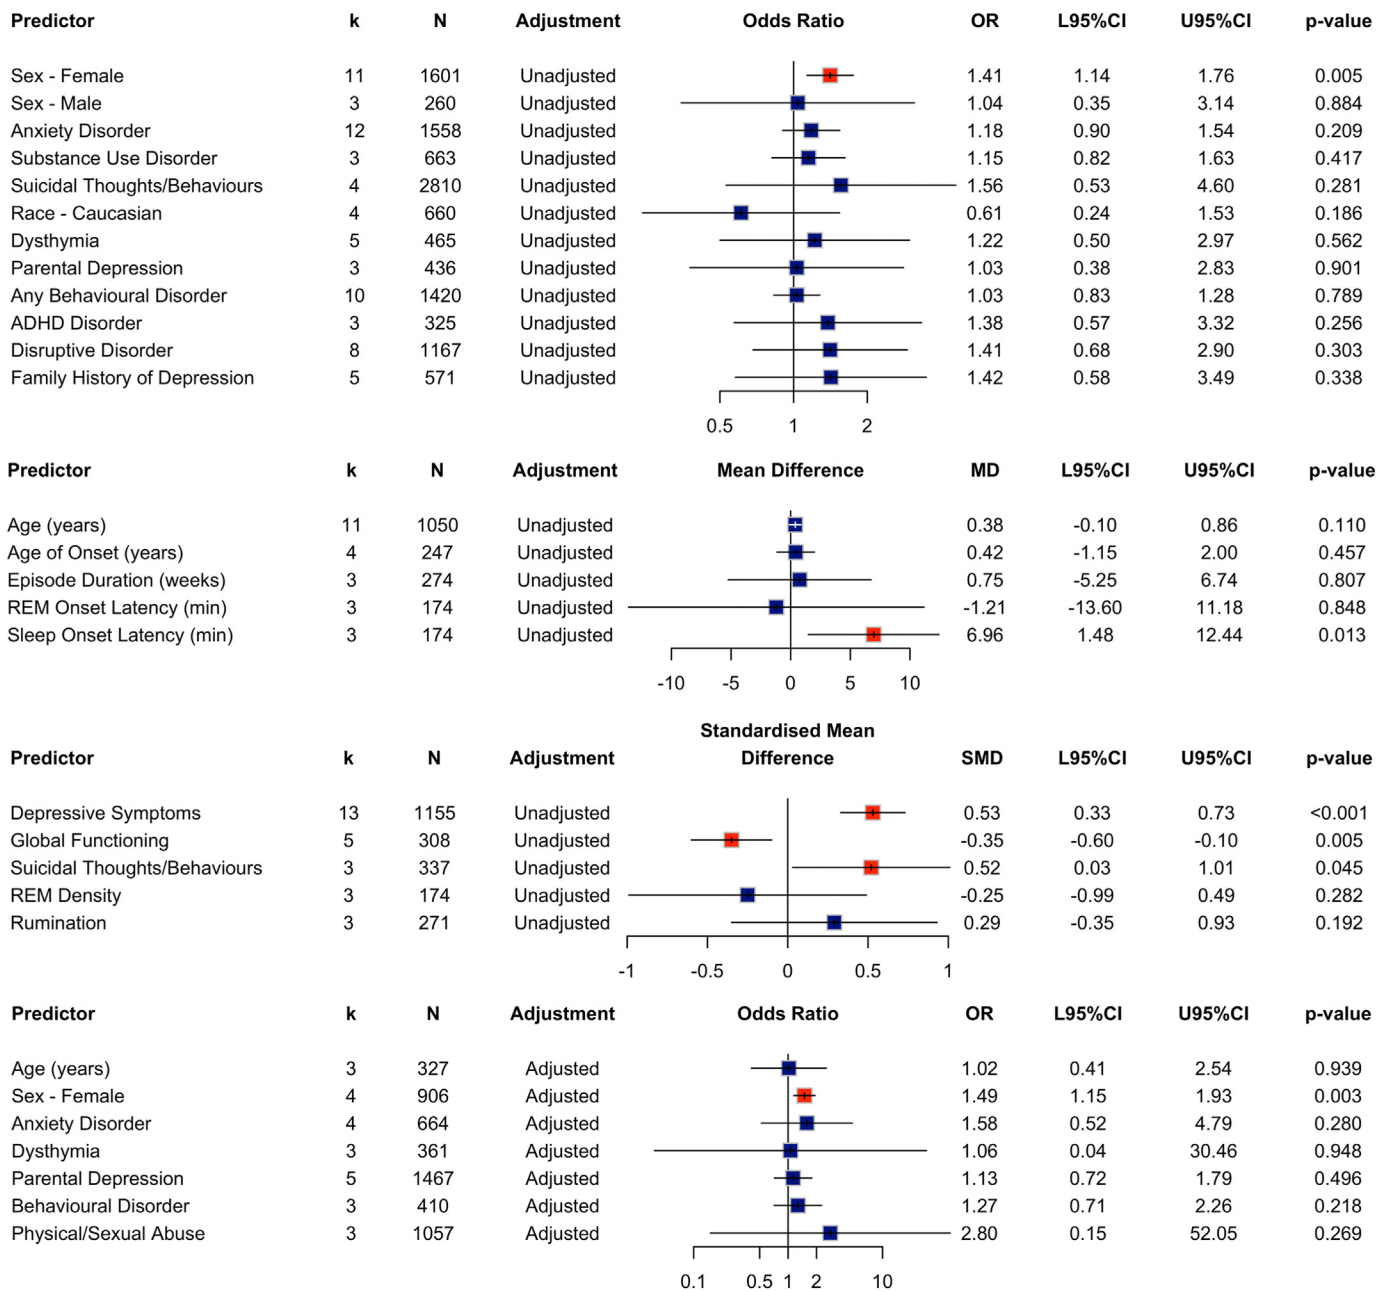 Predictor k N Adjustment Odds Ratio OR L95%CI U95%CI p-value
Sex - Female 11 1601 Unadjusted 1.41 1.14 1.76 0.005
Sex - Male 3 260 Unadjusted 1.04 0.35 3.14 0.884
Anxiety Disorder 12 1558 Unadjusted 1.18 0.90 1.54 0.209
Substance Use Disorder 3 663 Unadjusted 1.15 0.82 1.63 0.417
Suicidal Thoughts/Behaviours 4 2810 Unadjusted 1.56 0.53 4.60 0.281
Race - Caucasian 4 660 Unadjusted 0.61 0.24 1.53 0.186
Dysthymia 5 465 Unadjusted 1.22 0.50 2.97 0.562
Parental Depression 3 436 Unadjusted 1.03 0.38 2.83 0.901
Any Behavioural Disorder 10 1420 Unadjusted 1.03 0.83 1.28 0.789
ADHD Disorder 3 325 Unadjusted 1.38 0.57 3.32 0.256
Disruptive Disorder 8 1167 Unadjusted 1.41 0.68 2.90 0.303
Family History of Depression 5 571 Unadjusted 1.42 0.58 3.49 0.338
0.5 1 2
Predictor k N Adjustment Mean Difference MD L95%CI U95%CI p-value
Age (years) 11 1050 Unadjusted 0.38 -0.10 0.86 0.110
Age of Onset (years) 4 247 Unadjusted 0.42 -1.15 2.00 0.457
Episode Duration (weeks) 3 274 Unadjusted 0.75 -5.25 6.74 0.807
REM Onset Latency (min) 3 174 Unadjusted -1.21 -13.60 11.18 0.848
Sleep Onset Latency (min) 3 174 Unadjusted 6.96 1.48 12.44 0.013
-10 -5 0 5 10
Standardised Mean
Predictor k N Adjustment Difference SMD L95%CI U95%CI p-value
Depressive Symptoms 13 1155 Unadjusted 0.53 0.33 0.73 <0.001
Global Functioning 5 308 Unadjusted -0.35 -0.60 -0.10 0.005
Suicidal Thoughts/Behaviours 3 337 Unadjusted 0.52 0.03 1.01 0.045
REM Density 3 174 Unadjusted -0.25 -0.99 0.49 0.282
Rumination 3 271 Unadjusted 0.29 -0.35 0.93 0.192
-1 -0.5 0 0.5 1
Predictor k N Adjustment Odds Ratio OR L95%CI U95%CI p-value
Age (years) 3 327 Adjusted 1.02 0.41 2.54 0.939
Sex - Female 4 906 Adjusted 1.49 1.15 1.93 0.003
Anxiety Disorder 4 664 Adjusted 1.58 0.52 4.79 0.280
Dysthymia 3 361 Adjusted 1.06 0.04 30.46 0.948
Parental Depression 5 1467 Adjusted 1.13 0.72 1.79 0.496
Behavioural Disorder 3 410 Adjusted 1.27 0.71 2.26 0.218
Physical/Sexual Abuse 3 1057 Adjusted 2.80 0.15 52.05 0.269
0.1 0.5 1 2 10